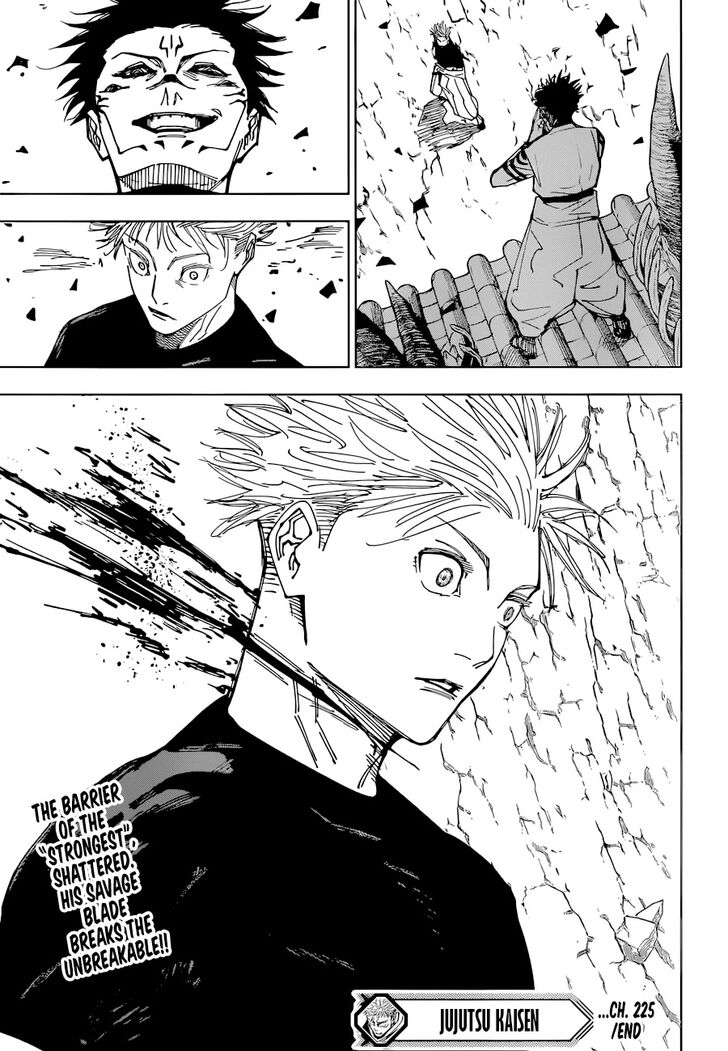 THE BARRIER
OF THE
"STRONGEST",
SHATTERED.
HIS SAVAGE
BLADE
BREAKS THE
UNBREAKABLE!!
JUJUTSU KAISEN
...CH. 225
/END